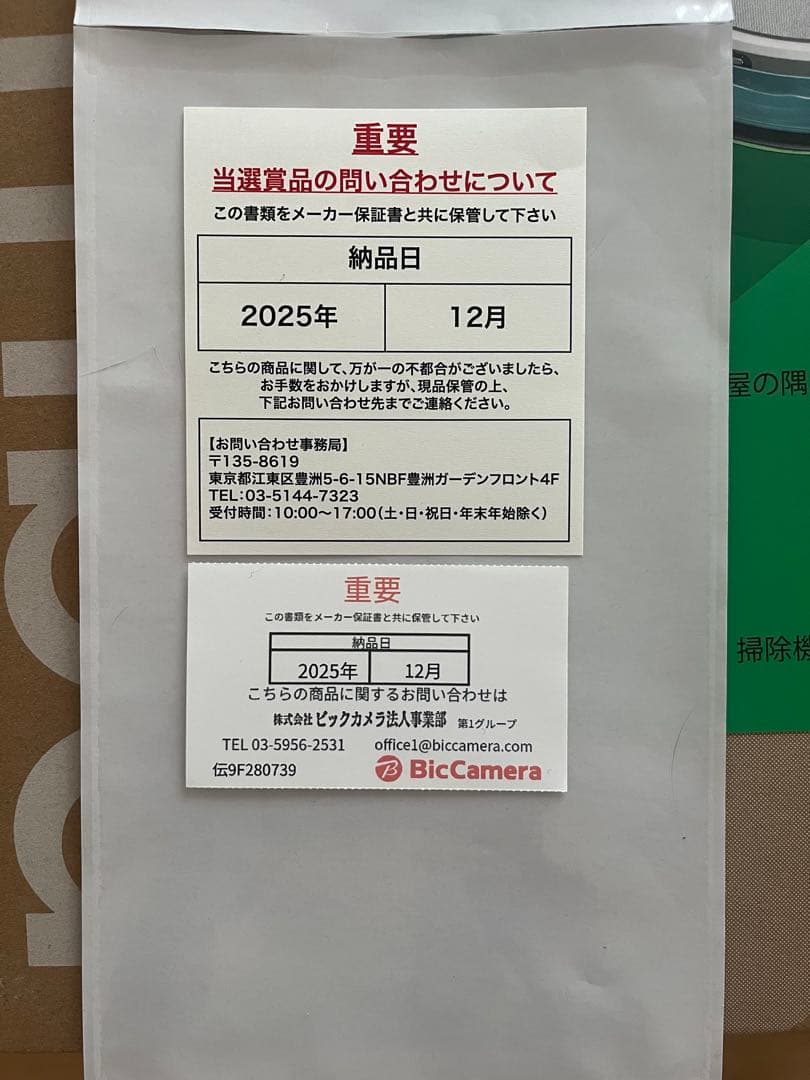 重要
当選賞品の問い合わせについて
この書類をメーカー保証書と共に保管して下さい
納品日
2025年 12月
こちらの商品に関して、万が一の不都合がございましたら、
お手数をおかけしますが、現品保管の上、
下記お問い合わせ先までご連絡ください。
【お問い合わせ事務局】
〒135-8619
東京都江東区豊洲5-6-15NBF豊洲ガーデンフロント4F
TEL:03-5144-7323
受付時間:10:00〜17:00(土・日・祝日・年末年始除く)
重要
この書類をメーカー保証書と共に保管して下さい
納品日
2025年 12月
こちらの商品に関するお問い合わせは
株式会社 ビックカメラ法人事業部 第1グループ
TEL 03-5956-2531 office1@biccamera.com
伝9F280739 BicCamera
屋の隅
掃除機